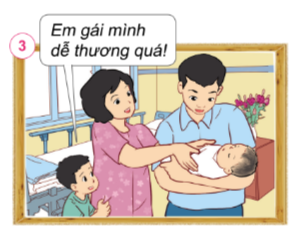 3
Em gái mình
dễ thương quá!